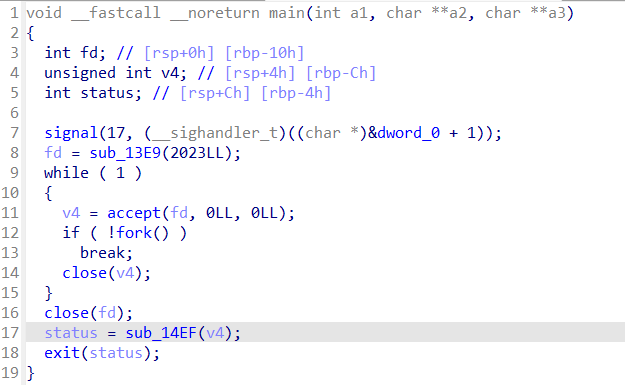 1 void __fastcall __noreturn main(int a1, char **a2, char **a3)
2 {
3   int fd; // [rsp+0h] [rbp-10h]
4   unsigned int v4; // [rsp+4h] [rbp-Ch]
5   int status; // [rsp+Ch] [rbp-4h]
6
7   signal(17, (__sighandler_t)((char *)&dword_0 + 1));
8   fd = sub_13E9(2023LL);
9   while ( 1 )
10   {
11     v4 = accept(fd, 0LL, 0LL);
12     if ( !fork() )
13       break;
14     close(v4);
15   }
16   close(fd);
17   status = sub_14EF(v4);
18   exit(status);
19 }